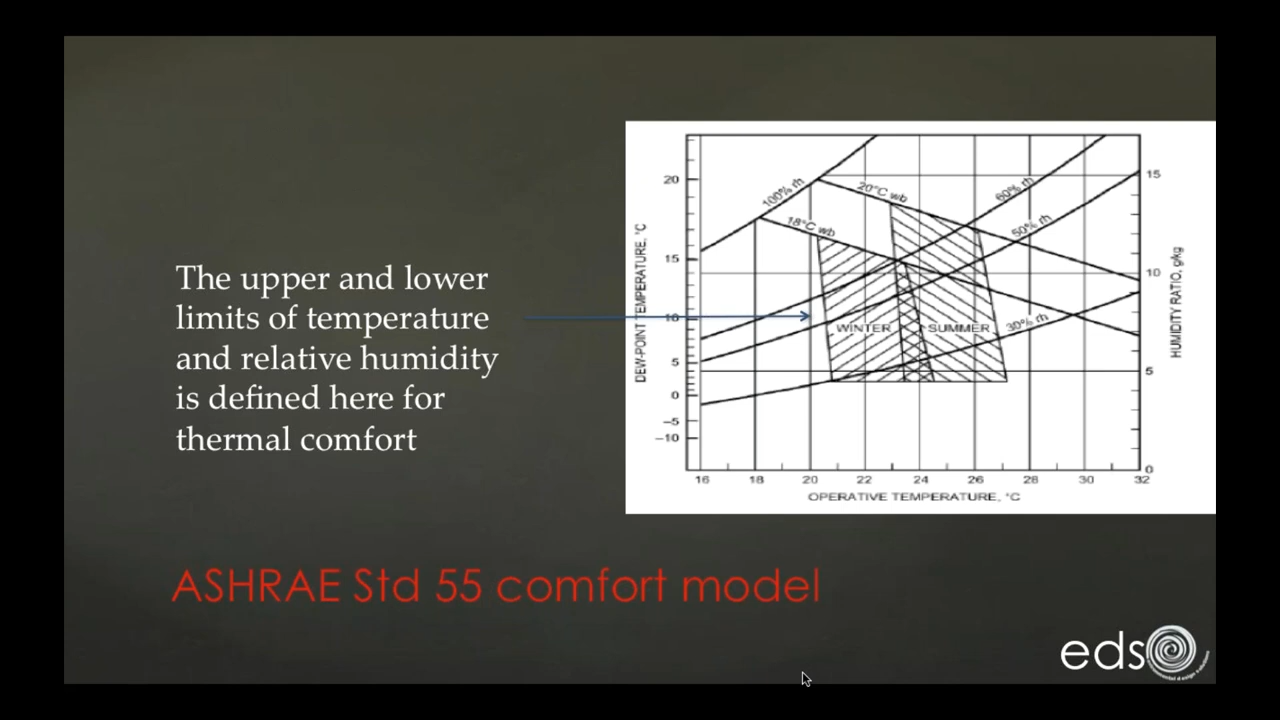 The upper and lower
limits of temperature
and relative humidity
is defined here for
thermal comfort
DEW-POINT TEMPERATURE, °C
20
15
10
5
0
-5
-10
100% rh
20°C wb
18°C wb
60% rh
50% rh
30% rh
WINTER
SUMMER
15
10
5
0
HUMIDITY RATIO, g/kg
16 18 20 22 24 26 28 30 32
OPERATIVE TEMPERATURE, °C
ASHRAE Std 55 comfort model
eds